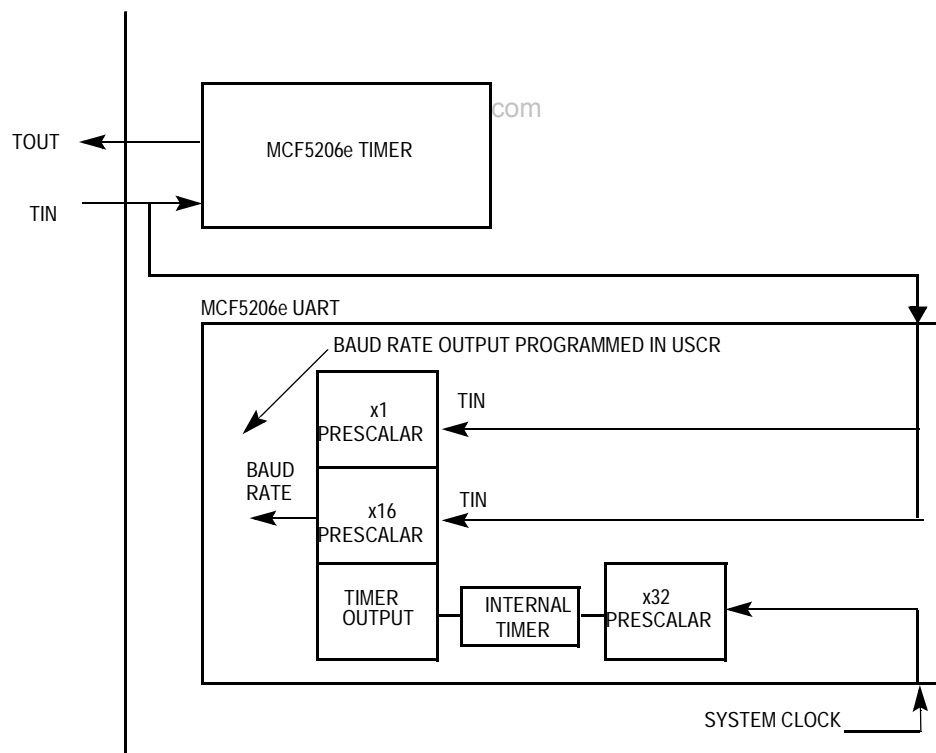 com
TOUT
MCF5206e TIMER
TIN
MCF5206e UART
BAUD RATE OUTPUT PROGRAMMED IN USCR
x1
PRESCALAR
TIN
BAUD
RATE
x16
PRESCALAR
TIN
TIMER
OUTPUT
INTERNAL
TIMER
x32
PRESCALAR
SYSTEM CLOCK